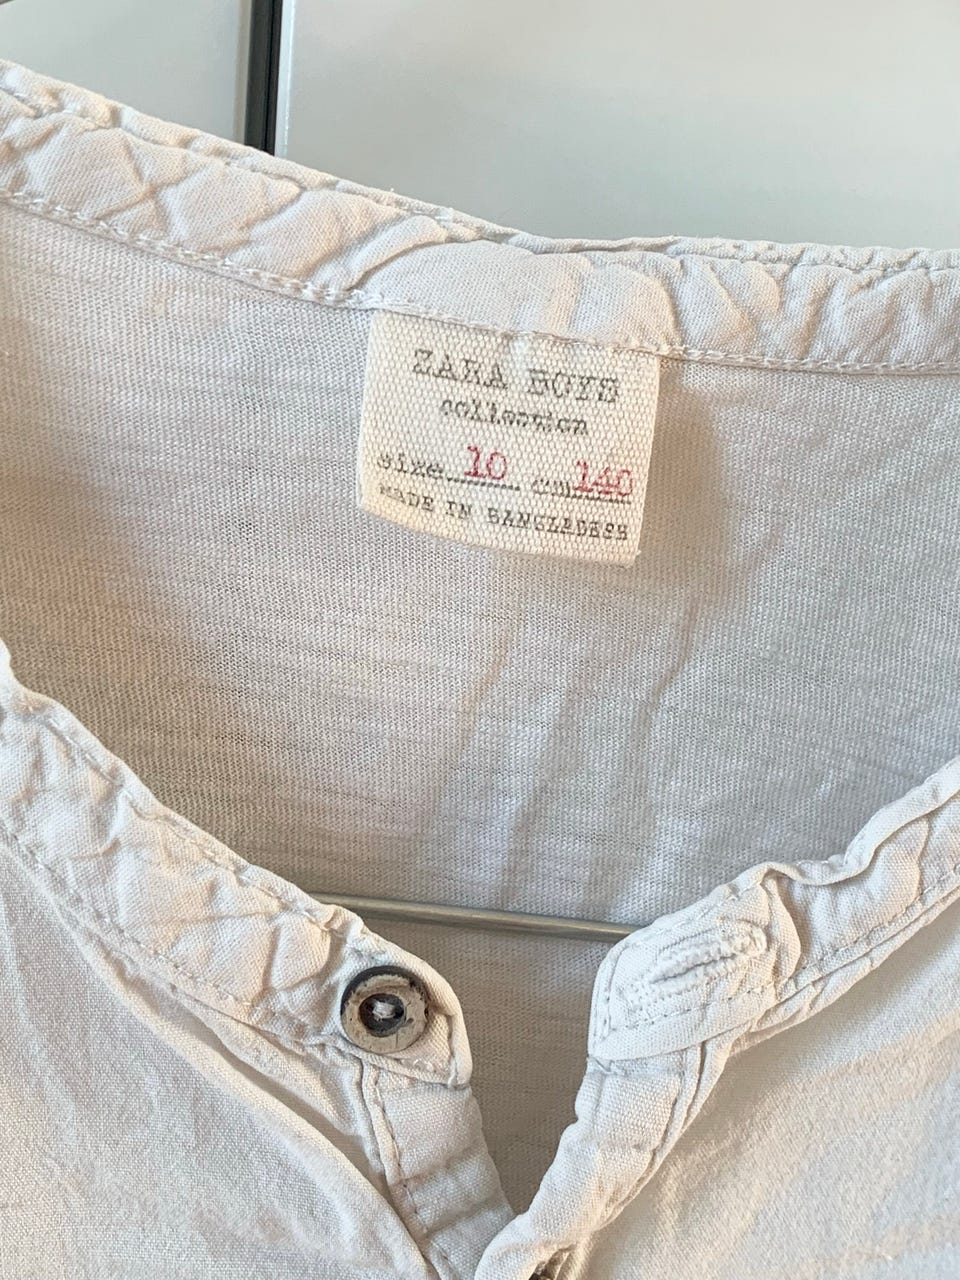 ZARA BOYS
collection
size 10 cm 140
MADE IN BANGLADESH